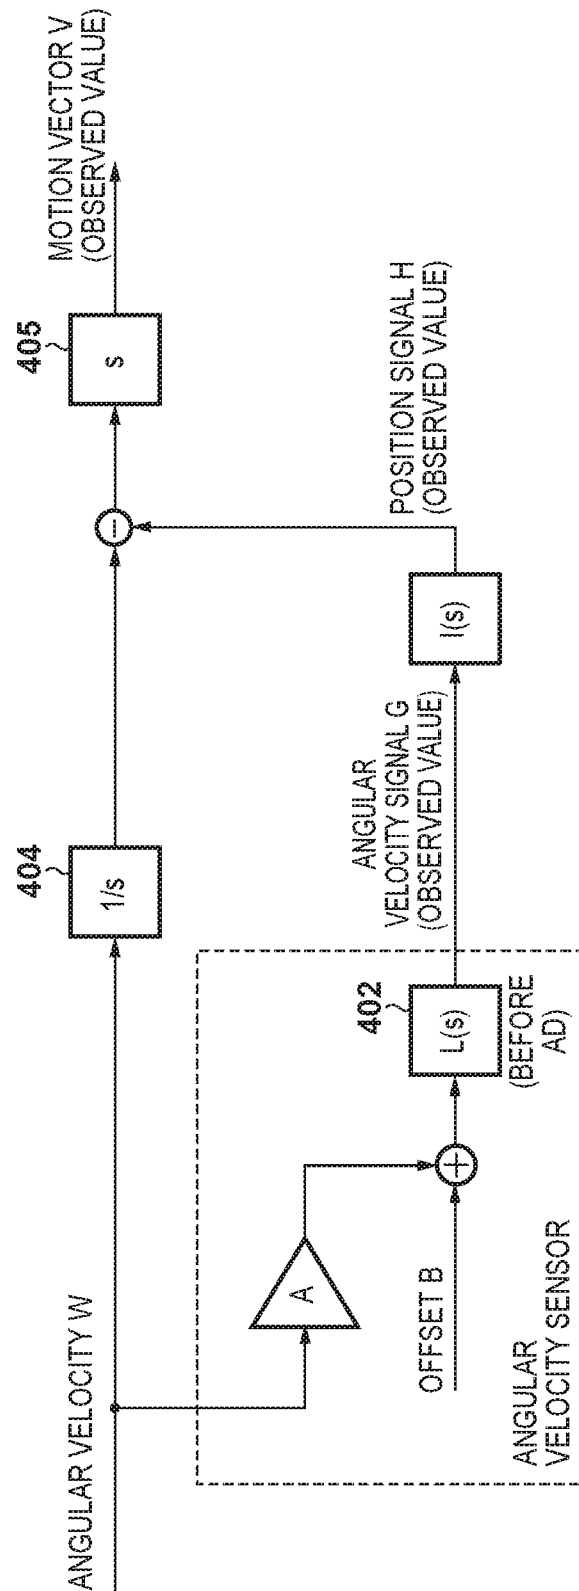 ANGULAR VELOCITY W
404
1/s
-
405
s
MOTION VECTOR V
(OBSERVED VALUE)
A
OFFSET B
+
402
L(s)
(BEFORE
AD)
ANGULAR
VELOCITY SENSOR
ANGULAR
VELOCITY SIGNAL G
(OBSERVED VALUE)
I(s)
POSITION SIGNAL H
(OBSERVED VALUE)